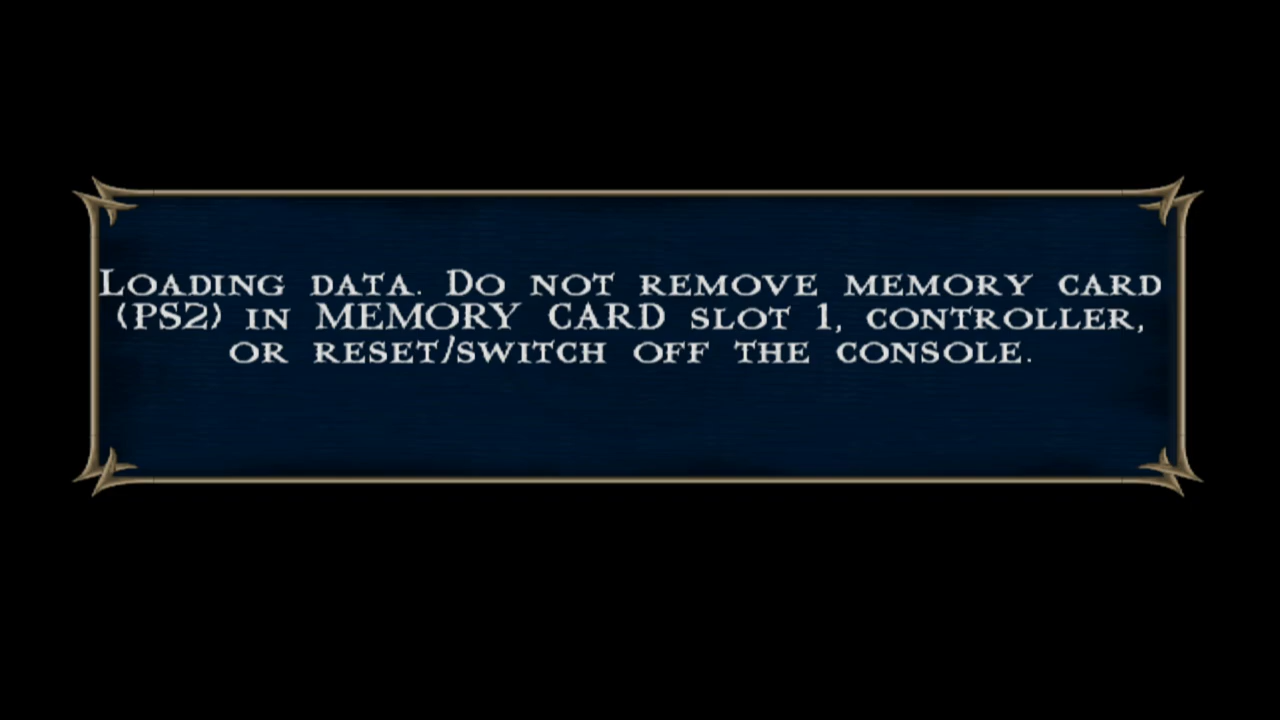 Loading data. Do not remove memory card
(PS2) in MEMORY CARD slot 1, controller,
or reset/switch off the console.